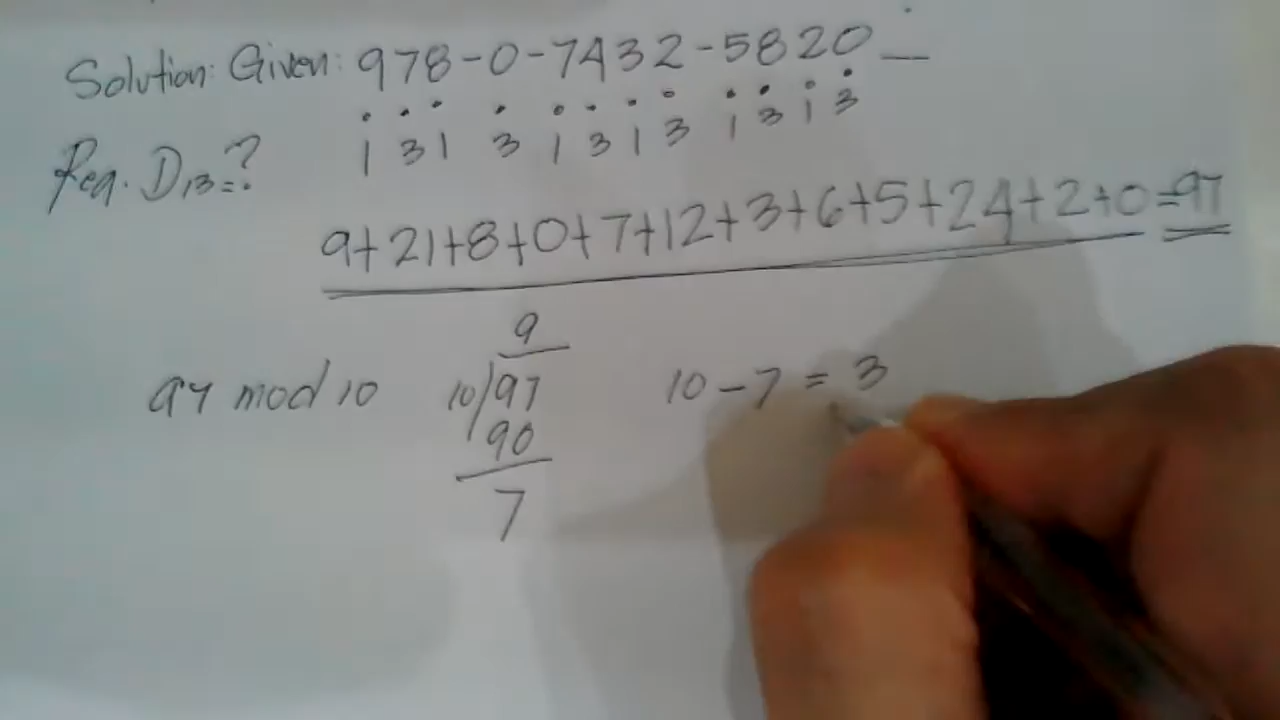 Solution: Given: 978-0-7432-5820_
Req. D13=? 1 3 1 3 1 3 1 3 1 3 1 3
9+21+8+0+7+12+3+6+5+24+2+0=97
9
97 mod 10 10)97 10-7=3
90
7